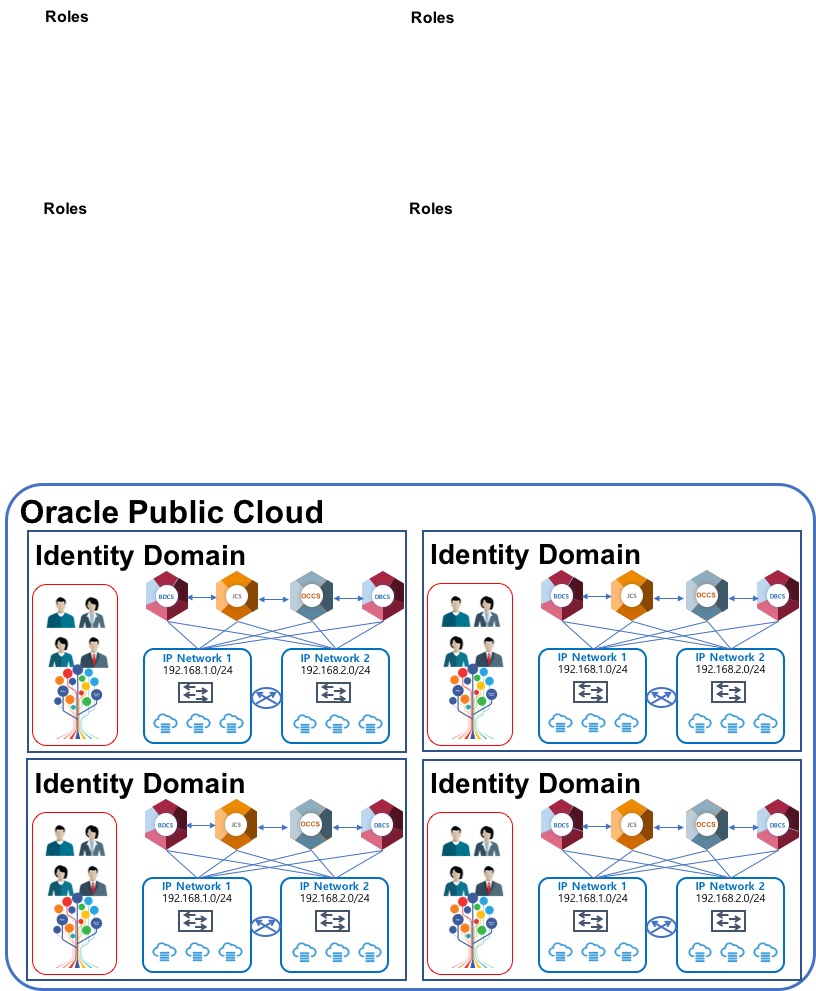 Roles
Roles
Roles
Roles
Oracle Public Cloud
Identity Domain
BDCS
JCS
OCCS
DBCS
IP Network 1
192.168.1.0/24
IP Network 2
192.168.2.0/24
Identity Domain
BDCS
JCS
OCCS
DBCS
IP Network 1
192.168.1.0/24
IP Network 2
192.168.2.0/24
Identity Domain
BDCS
JCS
OCCS
DBCS
IP Network 1
192.168.1.0/24
IP Network 2
192.168.2.0/24
Identity Domain
BDCS
JCS
OCCS
DBCS
IP Network 1
192.168.1.0/24
IP Network 2
192.168.2.0/24